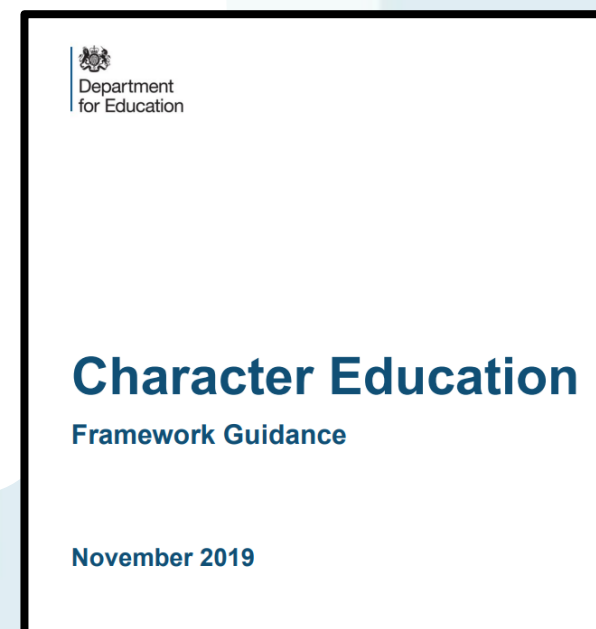 Department
for Education
Character Education
Framework Guidance
November 2019